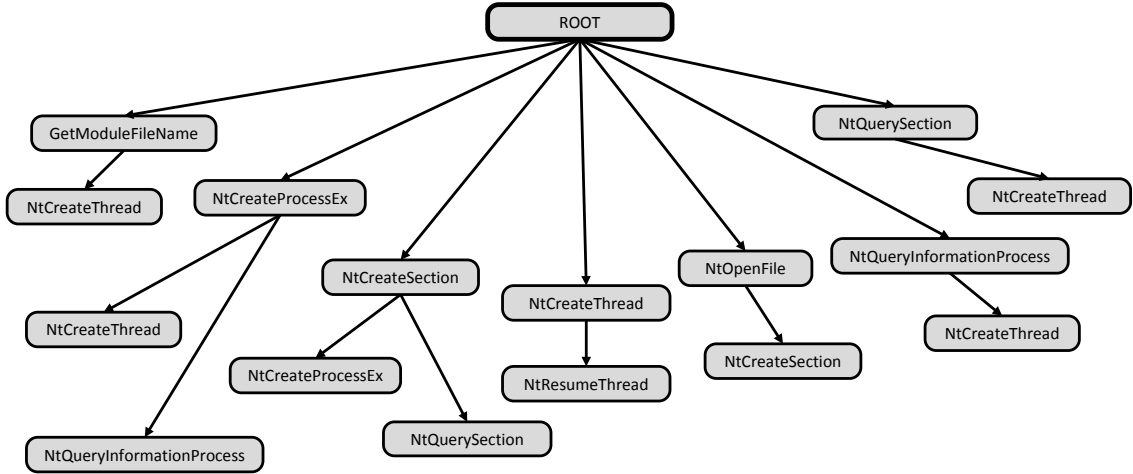 ROOT
GetModuleFileName
NtQuerySection
NtCreateThread
NtCreateProcessEx
NtCreateThread
NtQueryInformationProcess
NtCreateSection
NtOpenFile
NtCreateThread
NtCreateThread
NtCreateThread
NtCreateProcessEx
NtResumeThread
NtCreateSection
NtQuerySection
NtQueryInformationProcess